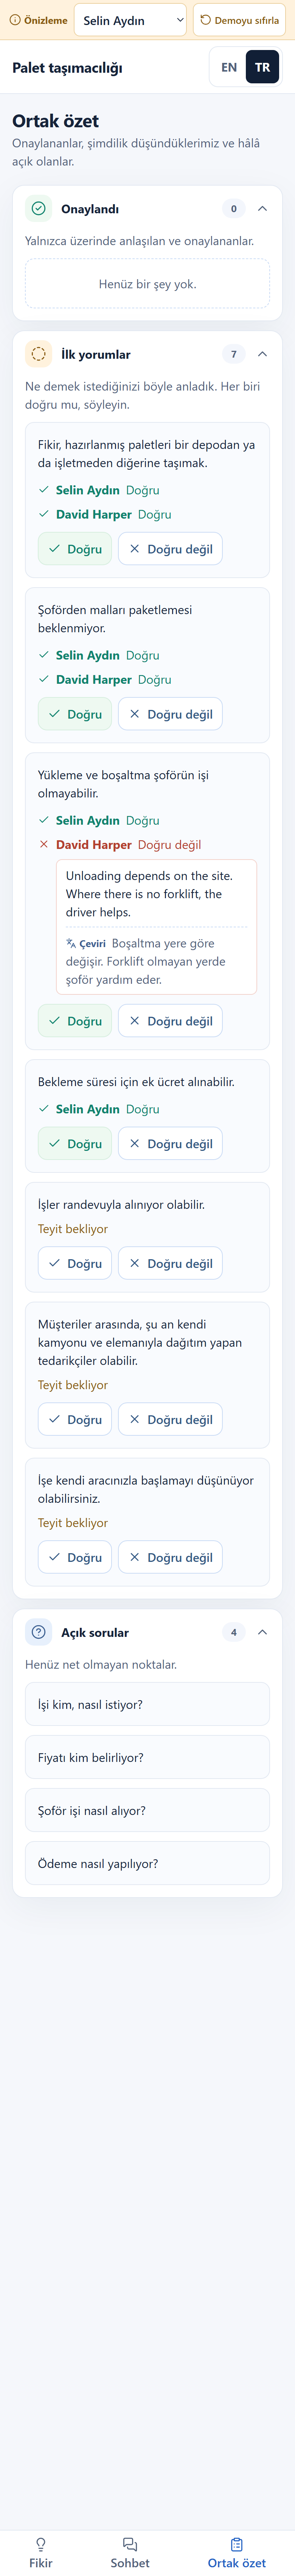 Önizleme
Selin Aydın
Demoyu sıfırla
Palet taşımacılığı
EN
TR
Ortak özet
Onaylananlar, şimdilik düşündüklerimiz ve hâlâ
açık olanlar.
Onaylandı
0
Yalnızca üzerinde anlaşılan ve onaylananlar.
Henüz bir şey yok.
İlk yorumlar
7
Ne demek istediğinizi böyle anladık. Her biri
doğru mu, söyleyin.
Fikir, hazırlanmış paletleri bir depodan ya
da işletmeden diğerine taşımak.
Selin Aydın Doğru
David Harper Doğru
Doğru
Doğru değil
Şoförden malları paketlemesi
beklenmiyor.
Selin Aydın Doğru
David Harper Doğru
Doğru
Doğru değil
Yükleme ve boşaltma şoförün işi
olmayabilir.
Selin Aydın Doğru
David Harper Doğru değil
Unloading depends on the site.
Where there is no forklift, the
driver helps.
Çeviri Boşaltma yere göre
değişir. Forklift olmayan yerde
şoför yardım eder.
Doğru
Doğru değil
Bekleme süresi için ek ücret alınabilir.
Selin Aydın Doğru
Doğru
Doğru değil
İşler randevuyla alınıyor olabilir.
Teyit bekliyor
Doğru
Doğru değil
Müşteriler arasında, şu an kendi
kamyonu ve elemanıyla dağıtım yapan
tedarikçiler olabilir.
Teyit bekliyor
Doğru
Doğru değil
İşe kendi aracınızla başlamayı düşünüyor
olabilirsiniz.
Teyit bekliyor
Doğru
Doğru değil
Açık sorular
4
Henüz net olmayan noktalar.
İşi kim, nasıl istiyor?
Fiyatı kim belirliyor?
Şoför işi nasıl alıyor?
Ödeme nasıl yapılıyor?
Fikir
Sohbet
Ortak özet